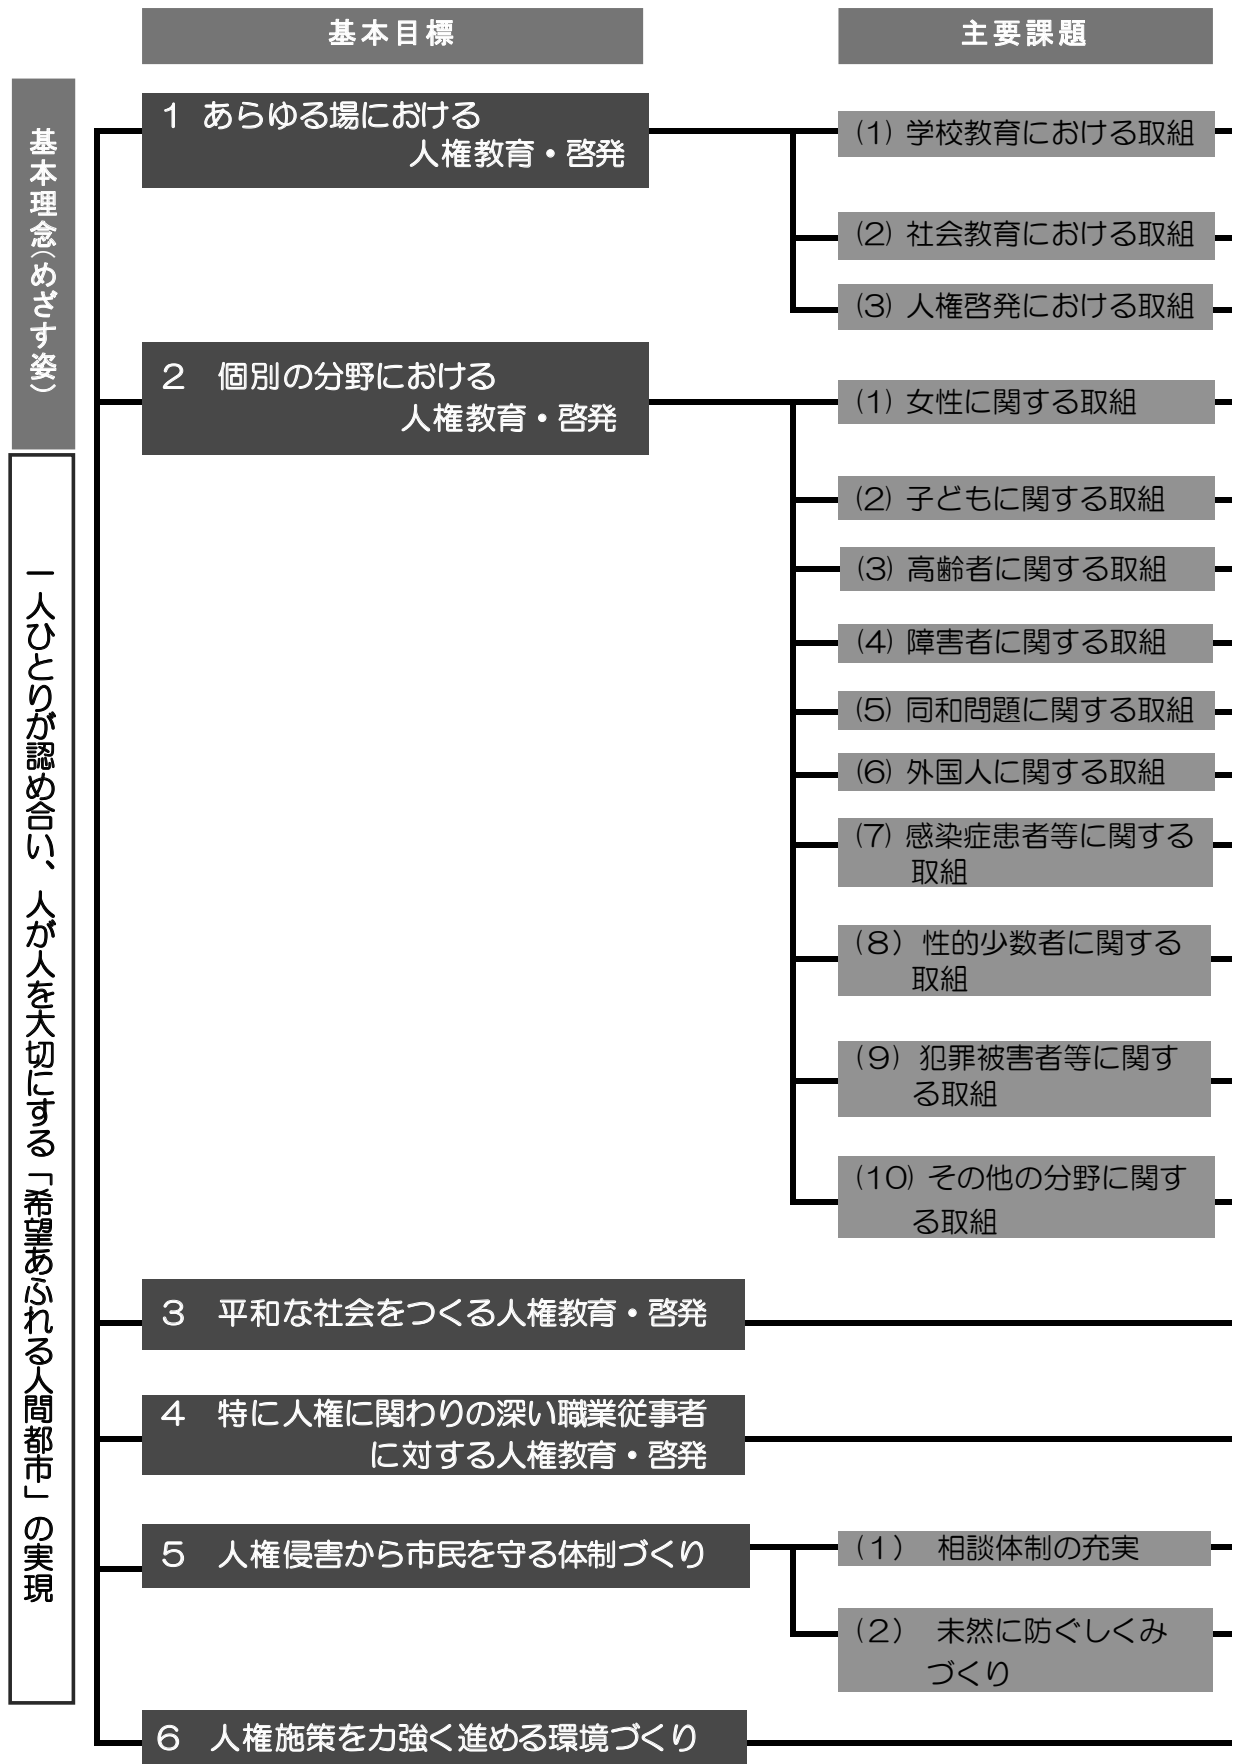 基本目標
主要課題
基本理念（めざす姿）
一人ひとりが認め合い、人が人を大切にする「希望あふれる人間都市」の実現
1 あらゆる場における
人権教育・啓発
(1) 学校教育における取組
(2) 社会教育における取組
(3) 人権啓発における取組
2 個別の分野における
人権教育・啓発
(1) 女性に関する取組
(2) 子どもに関する取組
(3) 高齢者に関する取組
(4) 障害者に関する取組
(5) 同和問題に関する取組
(6) 外国人に関する取組
(7) 感染症患者等に関する
取組
(8) 性的少数者に関する
取組
(9) 犯罪被害者等に関す
る取組
(10) その他の分野に関す
る取組
3 平和な社会をつくる人権教育・啓発
4 特に人権に関わりの深い職業従事者
に対する人権教育・啓発
5 人権侵害から市民を守る体制づくり
(1) 相談体制の充実
(2) 未然に防ぐしくみ
づくり
6 人権施策を力強く進める環境づくり